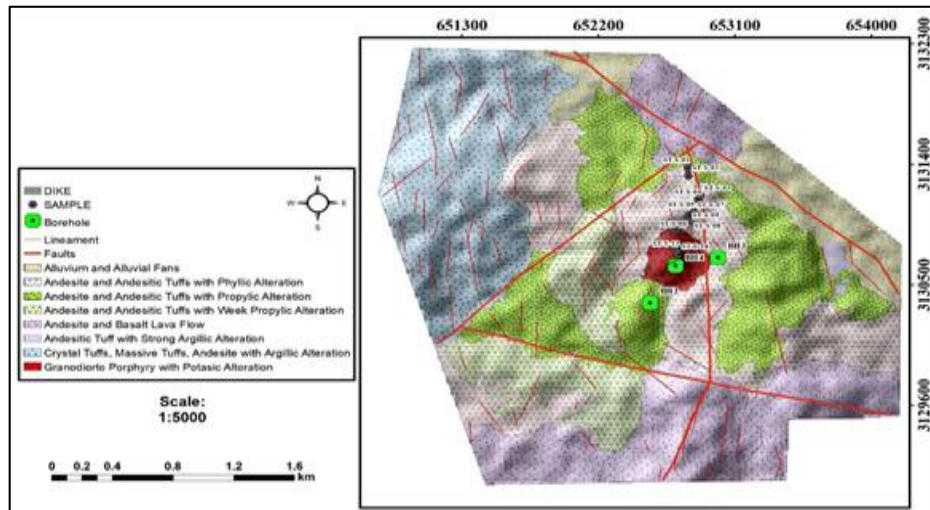 651300 652200 653100 654000
3132300
3131400
3130500
3129600
N
W E
S
DIKE
SAMPLE
Borehole
Lineament
Faults
Alluvium and Alluvial Fans
Andesite and Andesitic Tuffs with Phyllic Alteration
Andesite and Andesitic Tuffs with Propylic Alteration
Andesite and Andesitic Tuffs with Week Propylic Alteration
Andesite and Basalt Lava Flow
Andesitic Tuff with Strong Argillic Alteration
Crystal Tuffs, Massive Tuffs, Andesite with Argillic Alteration
Granodiorto Porphyry with Potasic Altoration
Scale:
1:5000
0 0.2 0.4 0.8 1.2 1.6
km